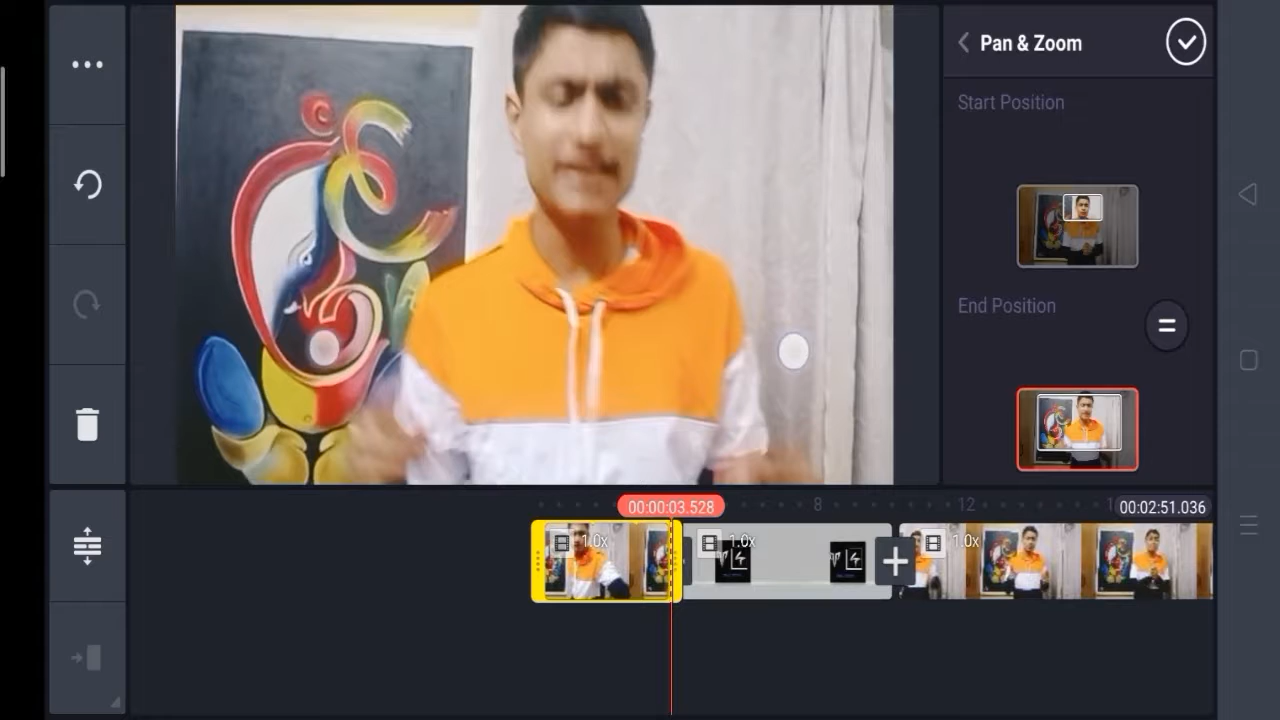 Pan & Zoom
Start Position
End Position
00:00:03.528
8
12
00:02:51.036
1.0x
1.0x
1.0x